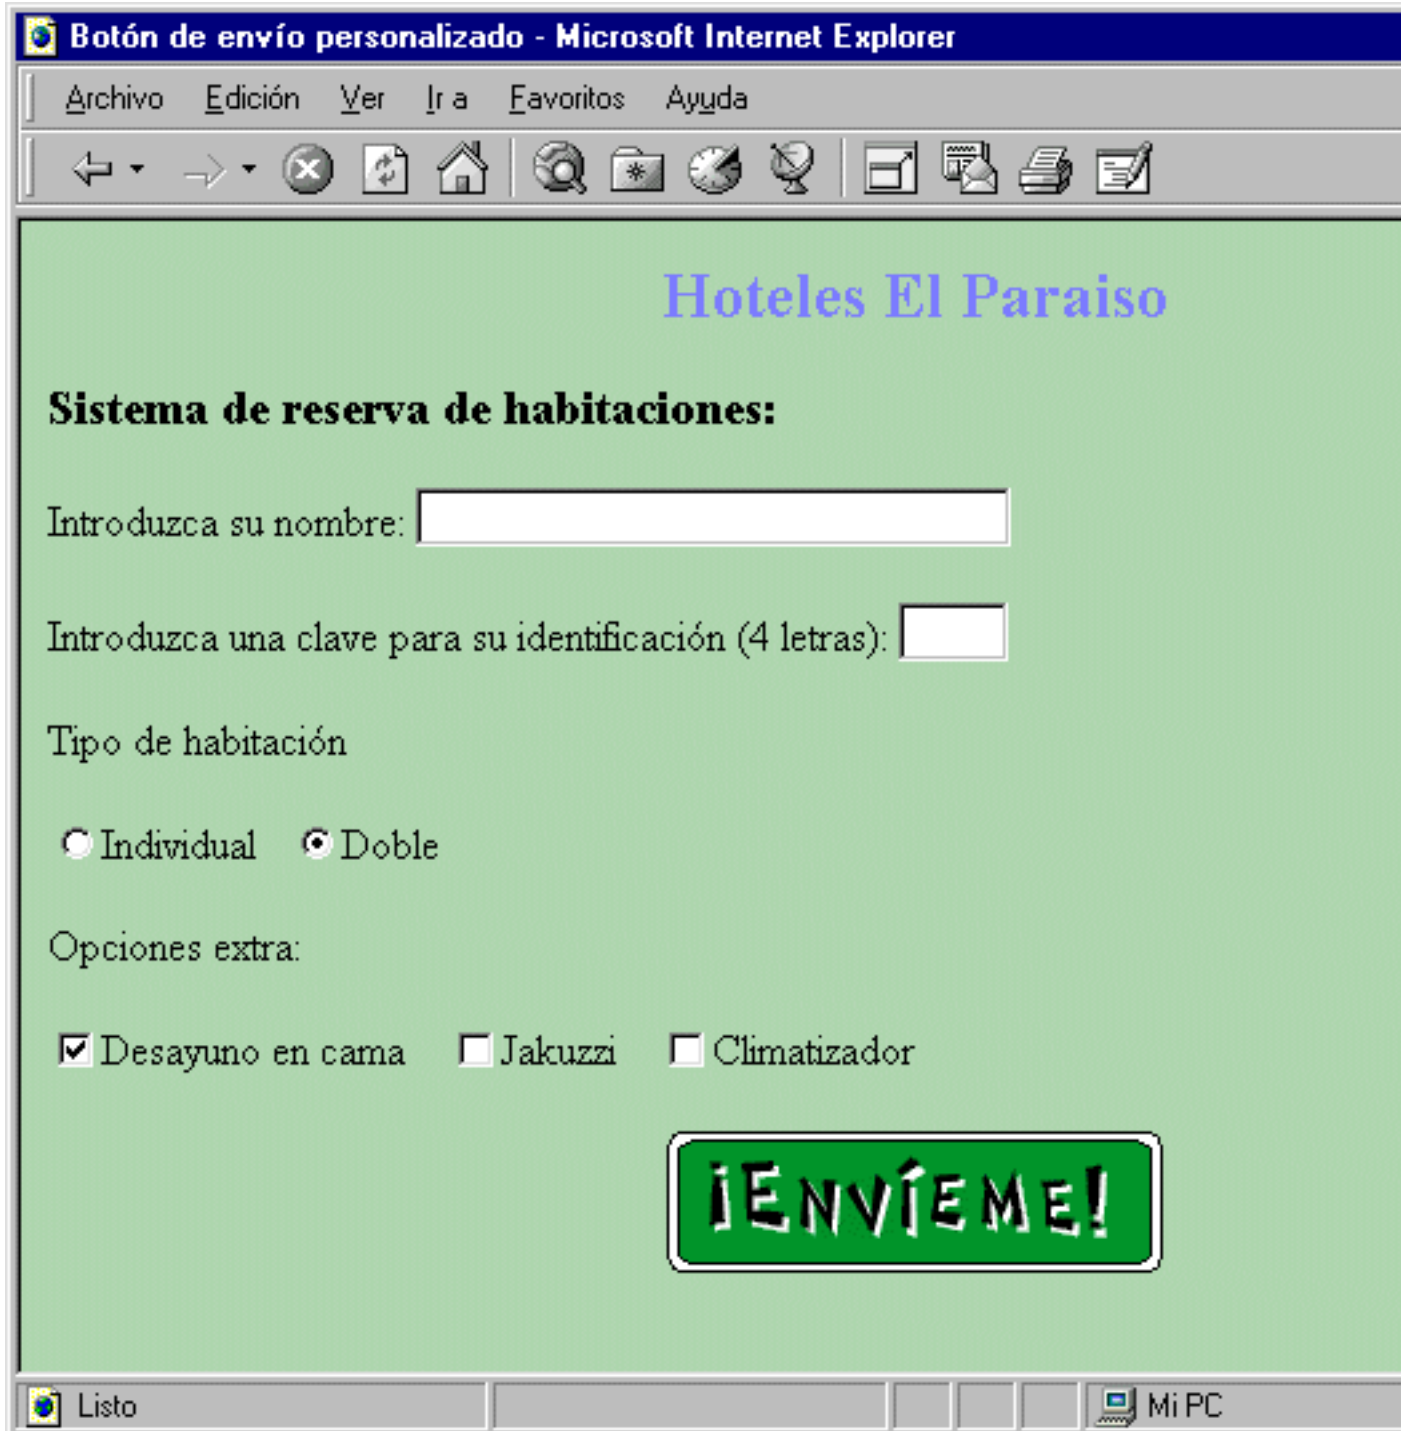 Botón de envío personalizado - Microsoft Internet Explorer
Archivo Edición Ver Ir a Favoritos Ayuda
Hoteles El Paraiso
Sistema de reserva de habitaciones:
Introduzca su nombre:
Introduzca una clave para su identificación (4 letras):
Tipo de habitación
Individual Doble
Opciones extra:
Desayuno en cama Jakuzzi Climatizador
¡ENVÍEME!
Listo Mi PC